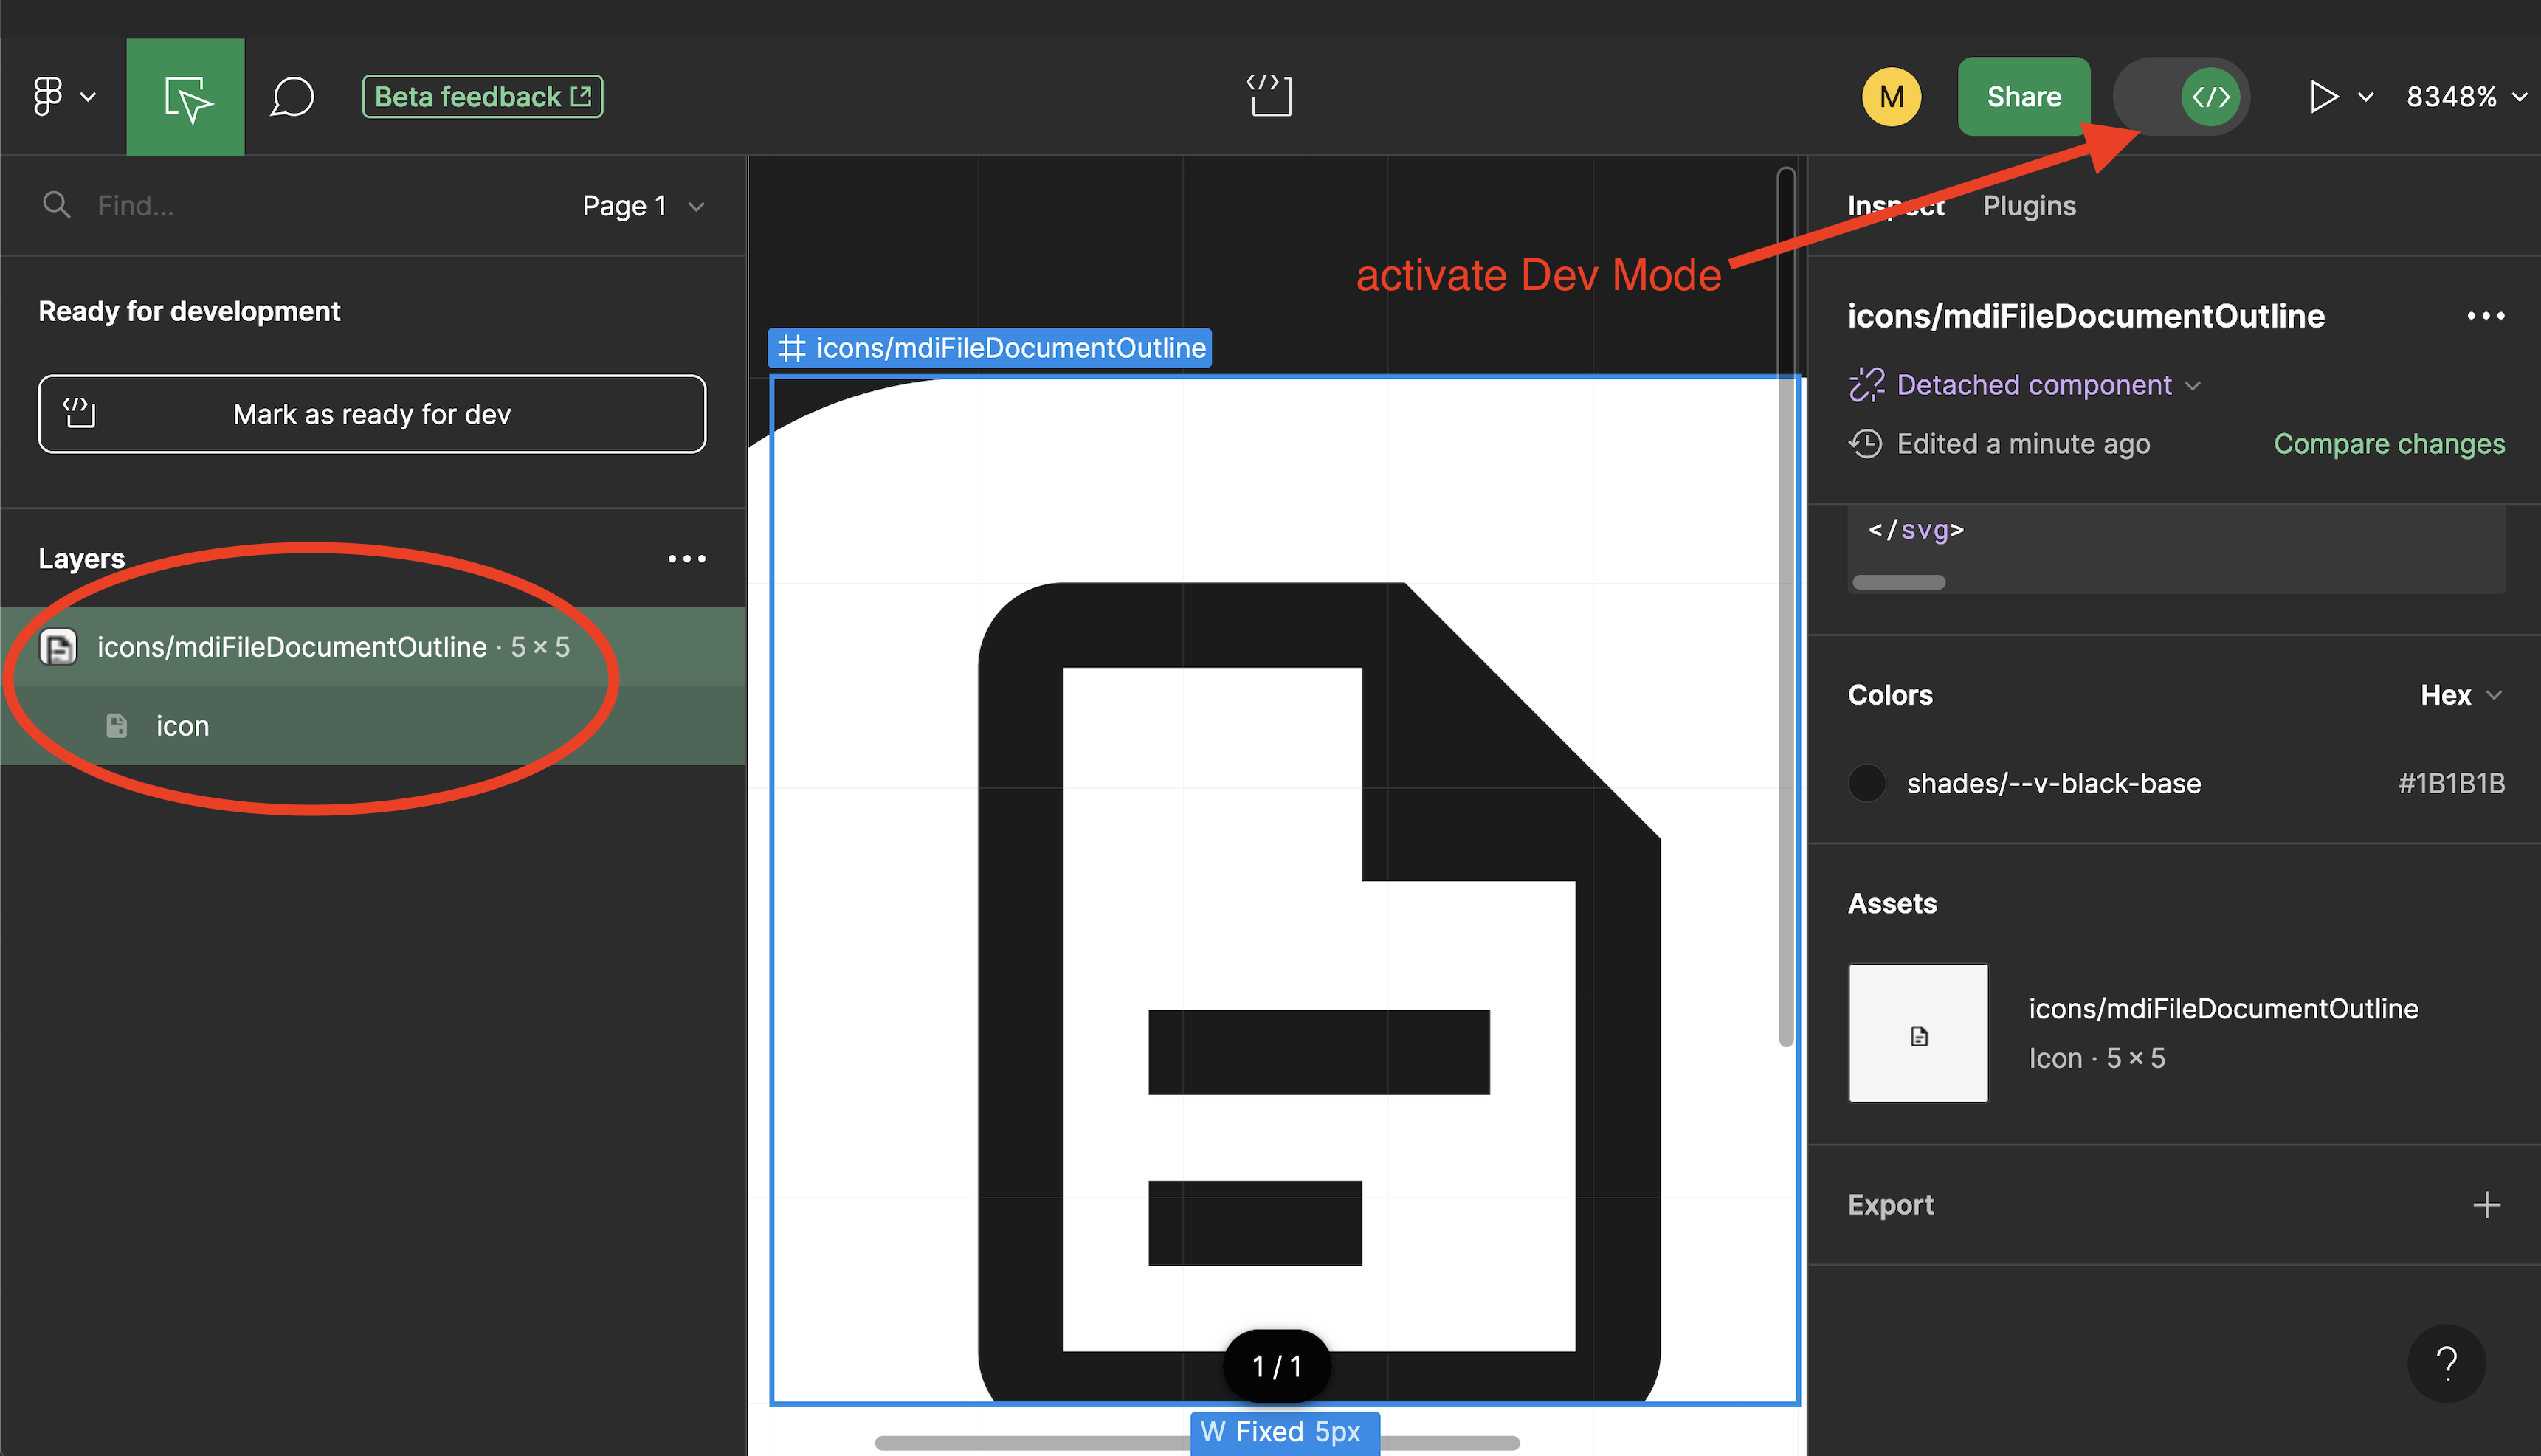 Beta feedback
M
Share
8348%
Find...
Page 1
Inspect
Plugins
activate Dev Mode
Ready for development
Mark as ready for dev
Layers
icons/mdiFileDocumentOutline · 5 × 5
icon
icons/mdiFileDocumentOutline
1 / 1
W Fixed 5px
icons/mdiFileDocumentOutline
Detached component
Edited a minute ago
Compare changes
</svg>
Colors
Hex
shades/--v-black-base
#1B1B1B
Assets
icons/mdiFileDocumentOutline
Icon · 5 × 5
Export
?